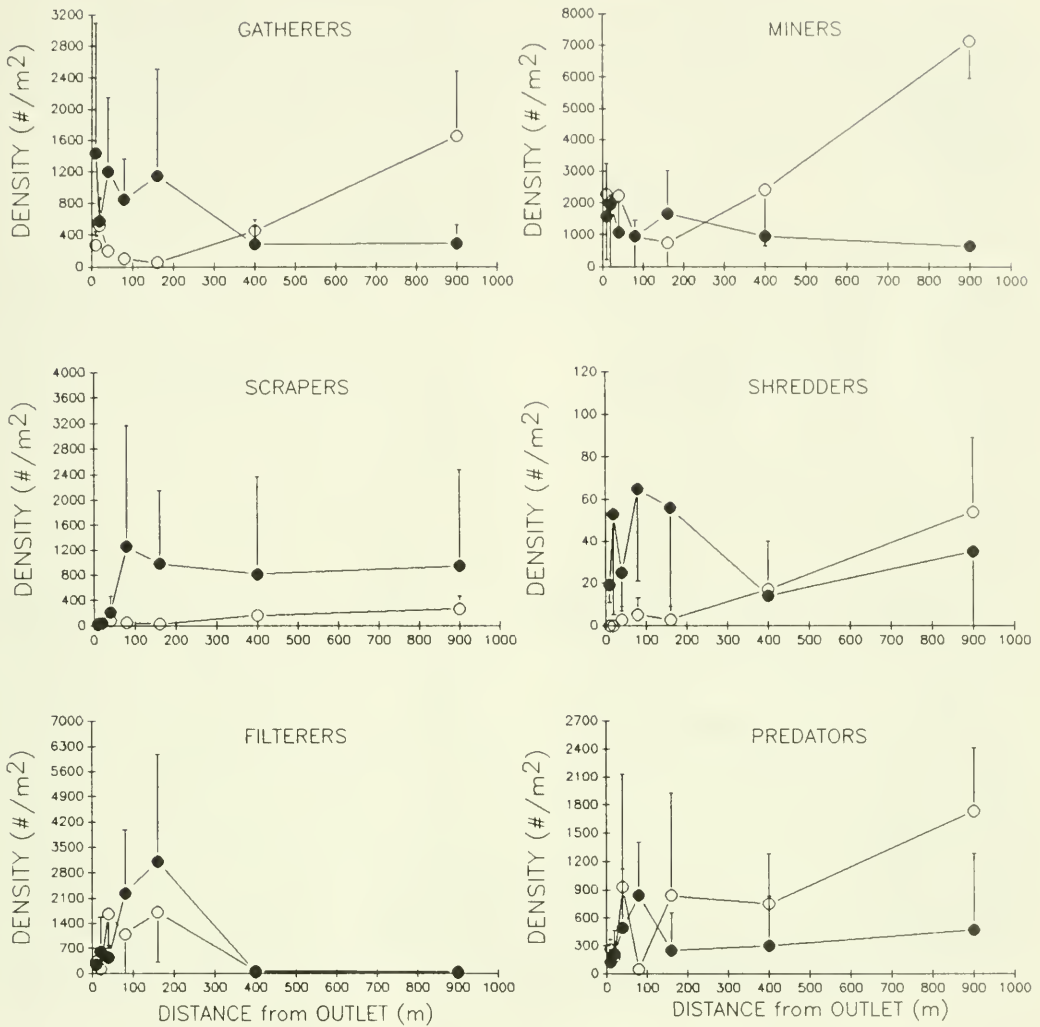 GATHERERS
DENSITY (#/m2)
3200
2800
2400
2000
1600
1200
800
400
0
0 100 200 300 400 500 600 700 800 900 1000
MINERS
DENSITY (#/m2)
8000
7000
6000
5000
4000
3000
2000
1000
0
0 100 200 300 400 500 600 700 800 900 1000
SCRAPERS
DENSITY (#/m2)
4000
3600
3200
2800
2400
2000
1600
1200
800
400
0
0 100 200 300 400 500 600 700 800 900 1000
SHREDDERS
DENSITY (#/m2)
120
100
80
60
40
20
0
0 100 200 300 400 500 600 700 800 900 1000
FILTERERS
DENSITY (#/m2)
7000
6300
5600
4900
4200
3500
2800
2100
1400
700
0
0 100 200 300 400 500 600 700 800 900 1000
DISTANCE from OUTLET (m)
PREDATORS
DENSITY (#/m2)
2700
2400
2100
1800
1500
1200
900
600
300
0
0 100 200 300 400 500 600 700 800 900 1000
DISTANCE from OUTLET (m)